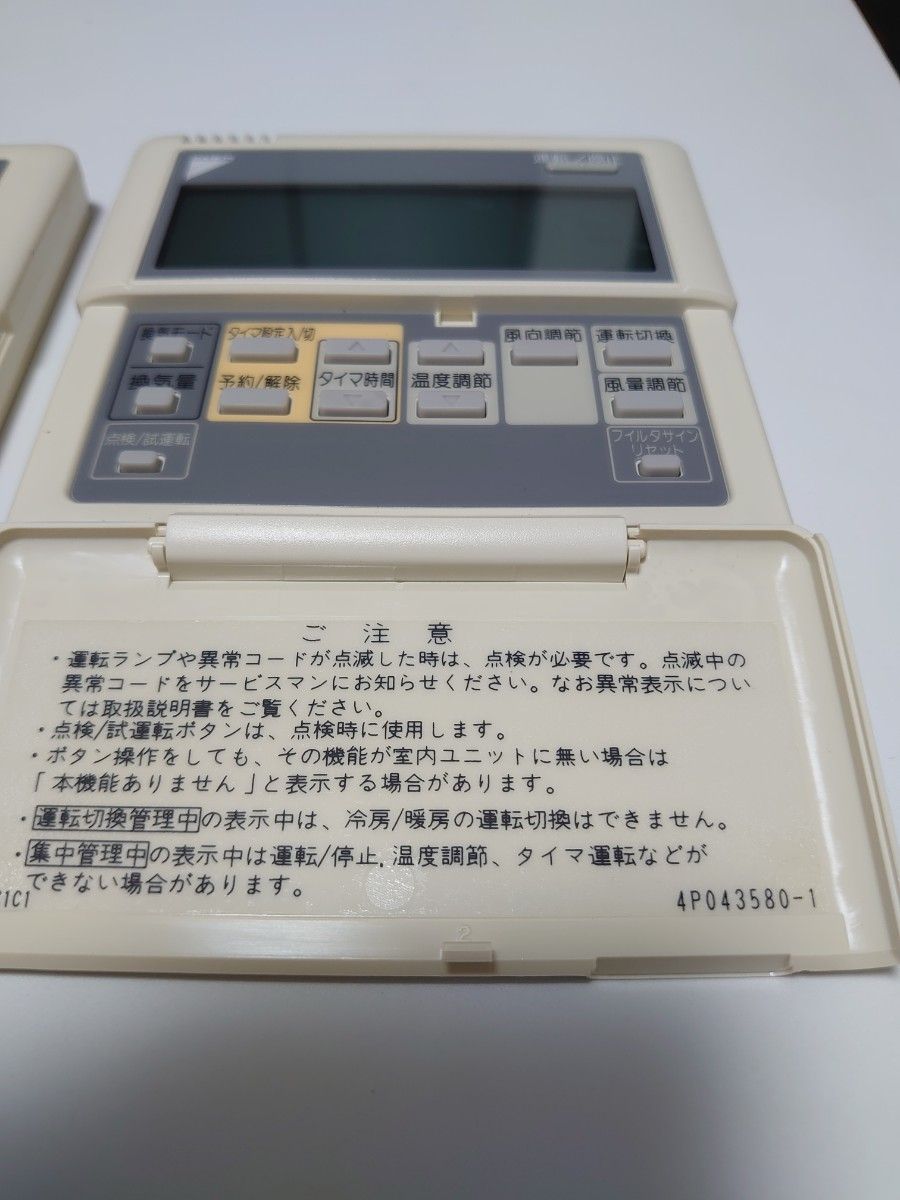 運転/停止
換気モード
タイマ設定入/切
風向調節
運転切換
換気量
予約/解除
タイマ時間
温度調節
風量調節
点検/試運転
フィルタサイン
リセット
ご注意
・運転ランプや異常コードが点滅した時は、点検が必要です。点滅中の
異常コードをサービスマンにお知らせください。なお異常表示につい
ては取扱説明書をご覧ください。
・点検/試運転ボタンは、点検時に使用します。
・ボタン操作をしても、その機能が室内ユニットに無い場合は
「本機能ありません」と表示する場合があります。
・運転切換管理中の表示中は、冷房/暖房の運転切換はできません。
・集中管理中の表示中は運転/停止、温度調節、タイマ運転などが
できない場合があります。
1C1
4P043580-1
2